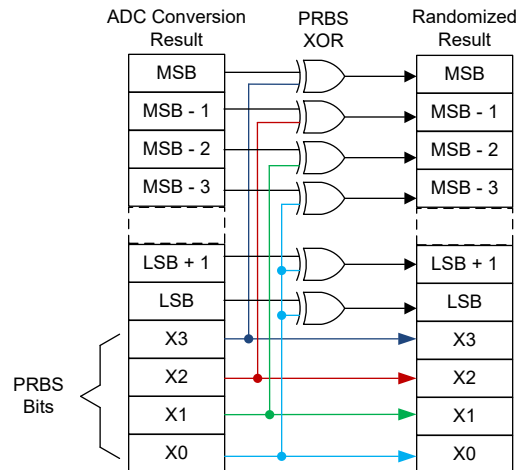 ADC Conversion
Result
PRBS
XOR
Randomized
Result
MSB
MSB
MSB - 1
MSB - 1
MSB - 2
MSB - 2
MSB - 3
MSB - 3
LSB + 1
LSB + 1
LSB
LSB
X3
X3
PRBS
Bits
X2
X2
X1
X1
X0
X0